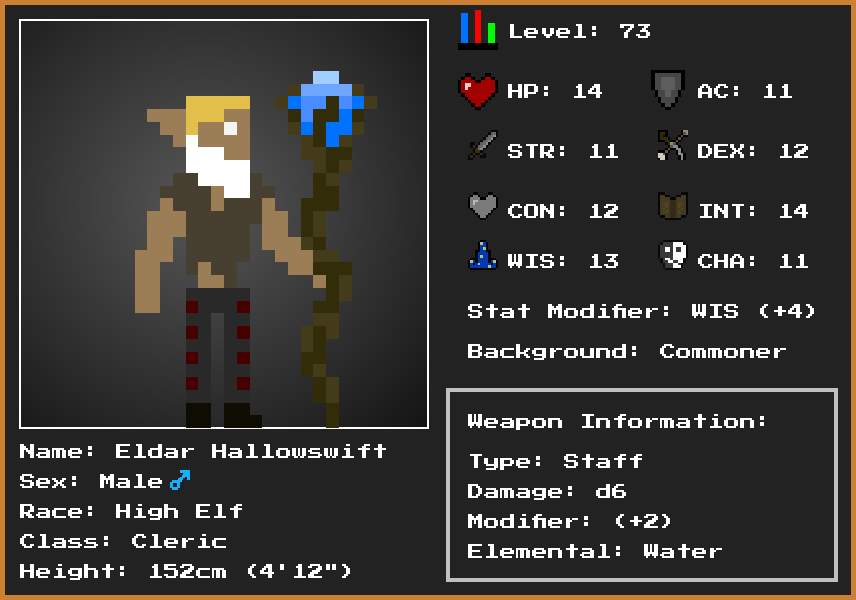 Level: 73
HP: 14 AC: 11
STR: 11 DEX: 12
CON: 12 INT: 14
WIS: 13 CHA: 11
Stat Modifier: WIS (+4)
Background: Commoner
Weapon Information:
Type: Staff
Damage: d6
Modifier: (+2)
Elemental: Water
Name: Eldar Hallowswift
Sex: Male♂
Race: High Elf
Class: Cleric
Height: 152cm (4'12")